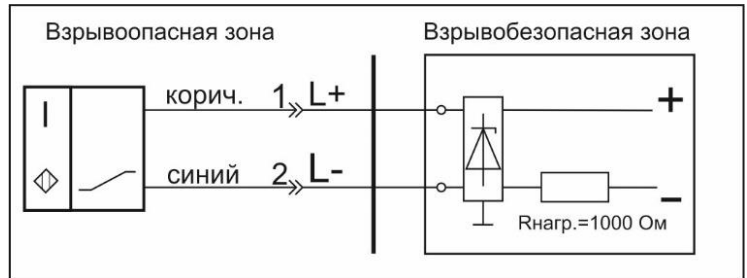 Взрывоопасная зона
Взрывобезопасная зона
корич. 1 L+
+
синий 2 L-
–
Rнагр.=1000 Ом